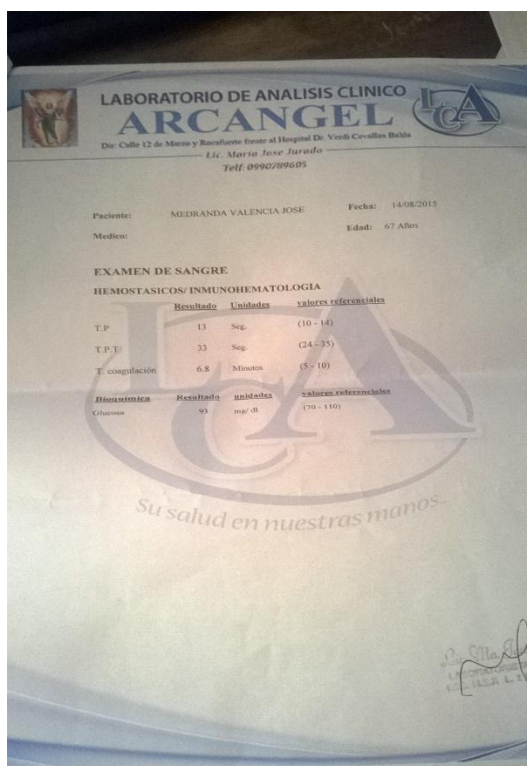 LABORATORIO DE ANALISIS CLINICO
ARCANGEL
LCA
Dir: Calle 12 de Marzo y Rocafuerte frente al Hospital Dr. Verdi Cevallos Balda
Lic. Maria Jose Jurado
Telf: 0990789605
Paciente: MEDRANDA VALENCIA JOSE Fecha: 14/08/2015
Medico: Edad: 67 Años
EXAMEN DE SANGRE
HEMOSTASICOS/ INMUNOHEMATOLOGIA
Resultado Unidades valores referenciales
T.P 13 Seg. (10 - 14)
T.P.T 33 Seg. (24 - 35)
T. coagulación 6.8 Minutos (5 - 10)
Bioquímica Resultado unidades valores referenciales
Glucosa 93 mg/ dl (70 - 110)
LCA
Su salud en nuestras manos..